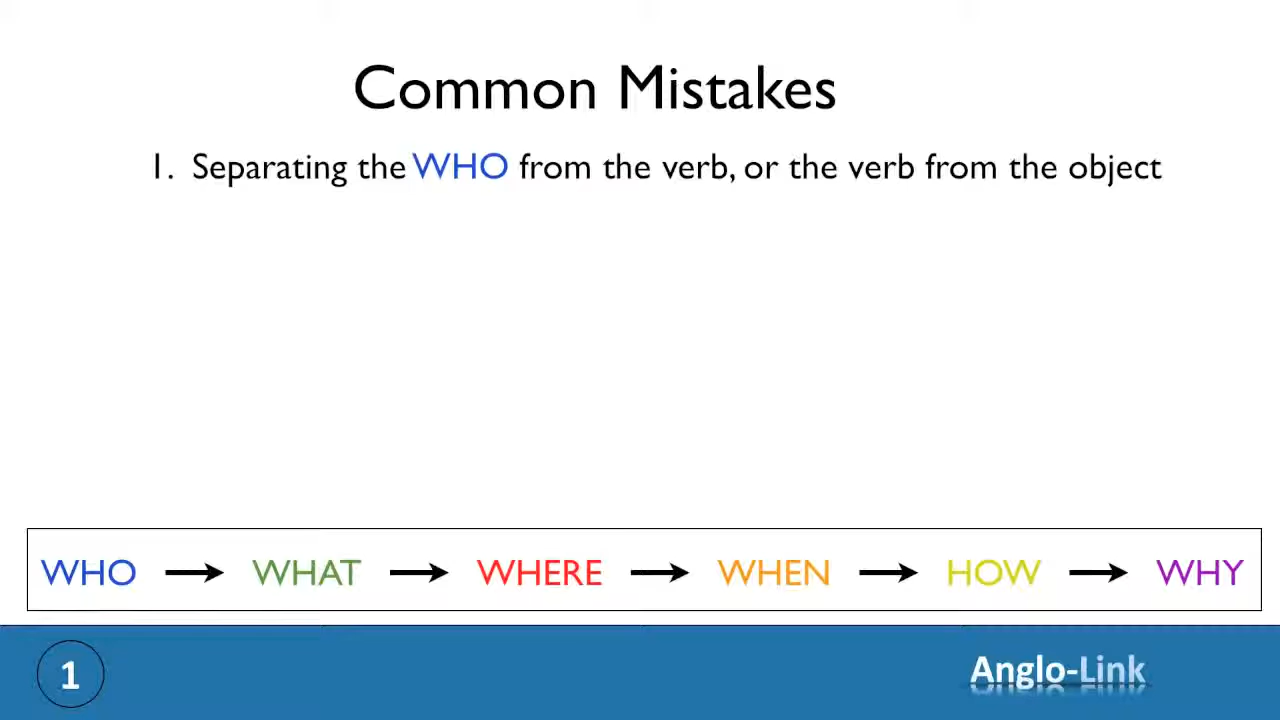 Common Mistakes
1. Separating the WHO from the verb, or the verb from the object
WHO → WHAT → WHERE → WHEN → HOW → WHY
1
Anglo-Link